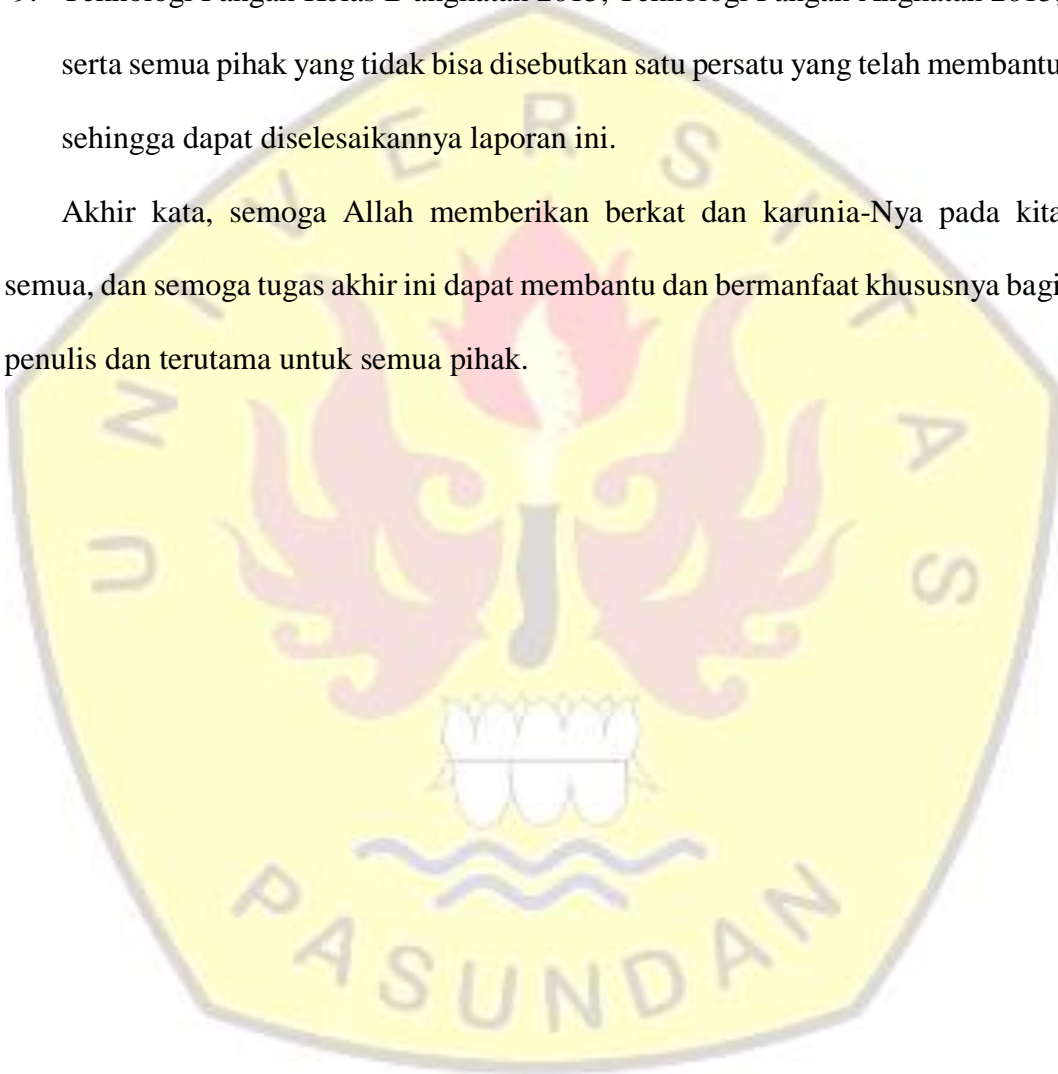 serta semua pihak yang tidak bisa disebutkan satu persatu yang telah membantu
sehingga dapat diselesaikannya laporan ini.
Akhir kata, semoga Allah memberikan berkat dan karunia-Nya pada kita
semua, dan semoga tugas akhir ini dapat membantu dan bermanfaat khususnya bagi
penulis dan terutama untuk semua pihak.
UNIVERSITAS
PASUNDAN